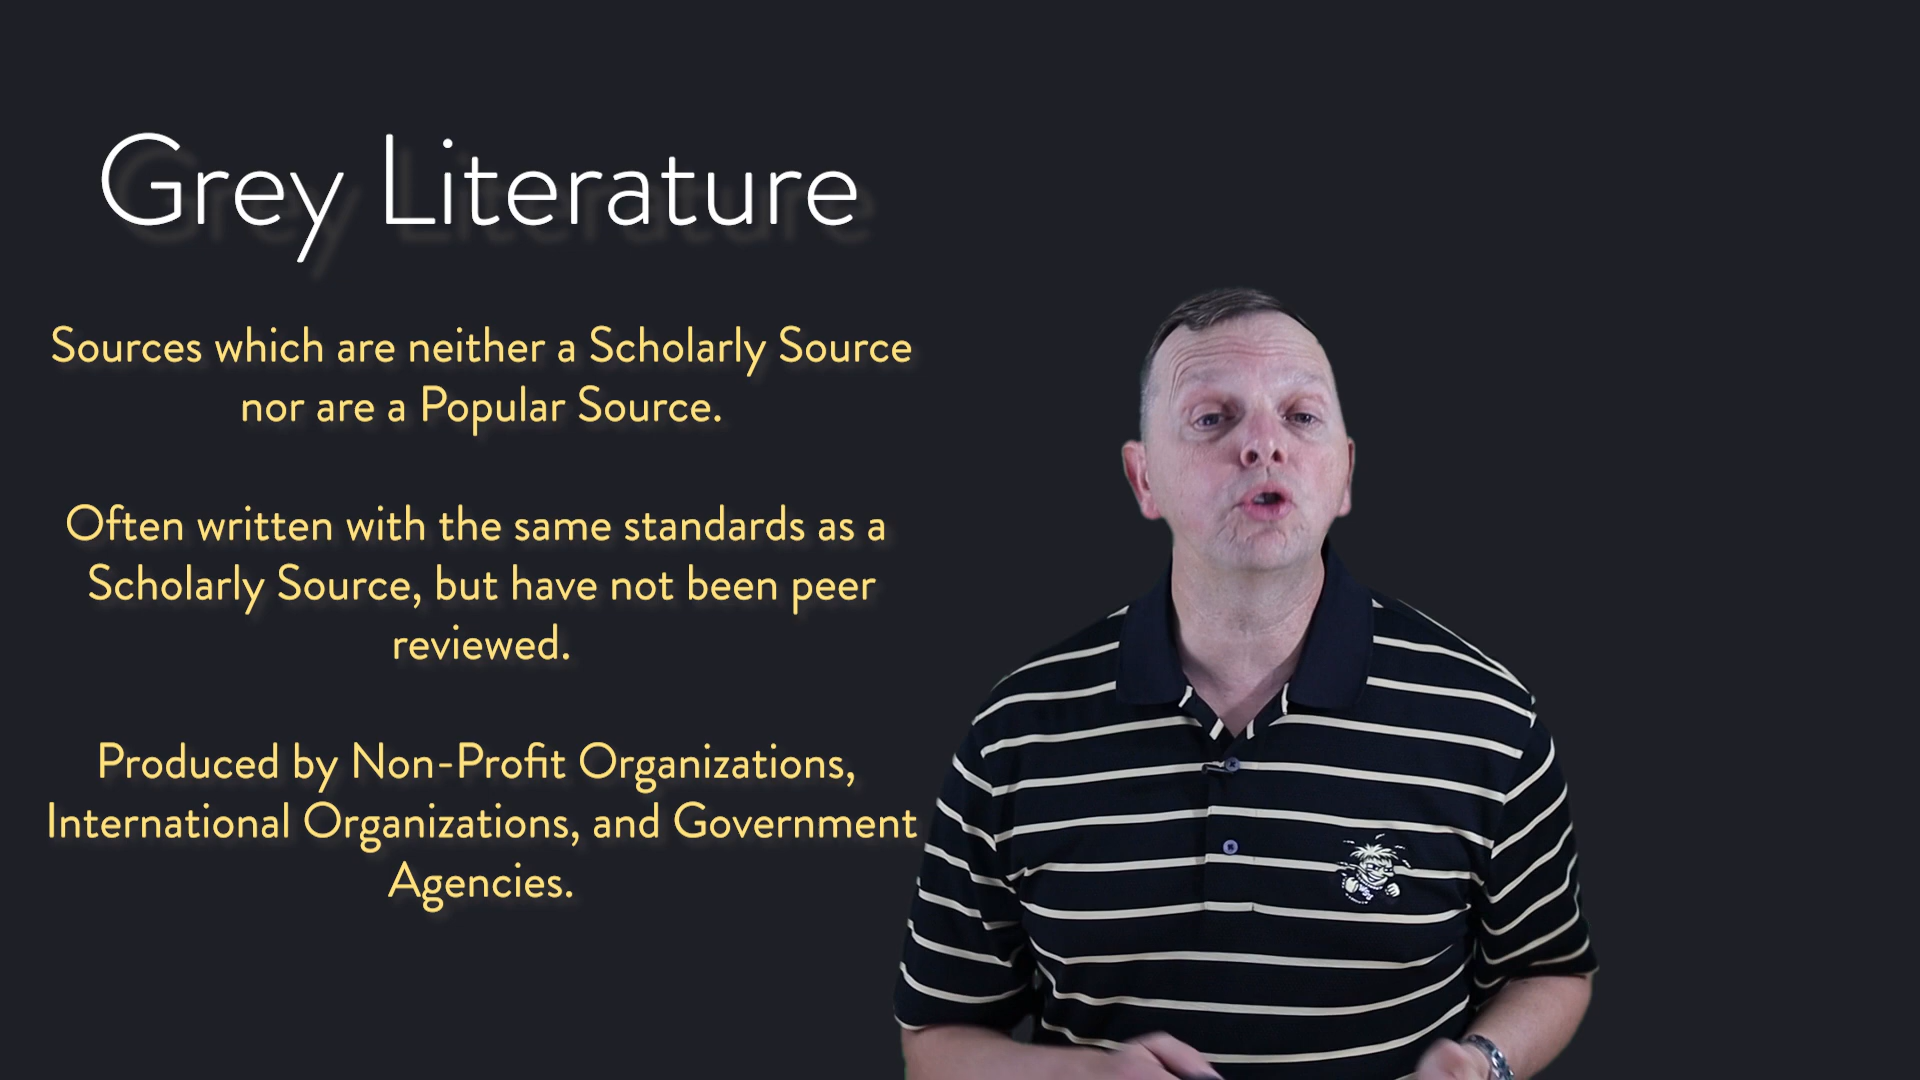 Grey Literature
Sources which are neither a Scholarly Source
nor are a Popular Source.
Often written with the same standards as a
Scholarly Source, but have not been peer
reviewed.
Produced by Non-Profit Organizations,
International Organizations, and Government
Agencies.